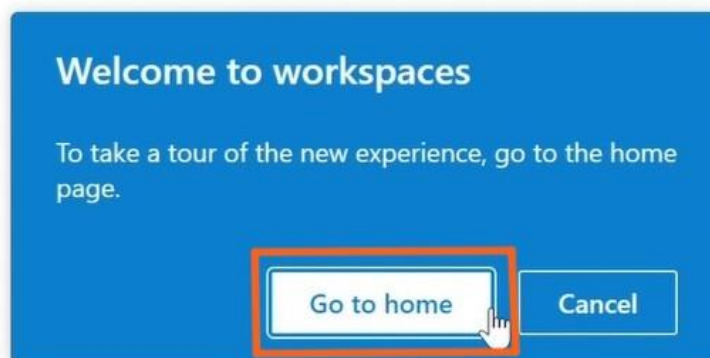 Welcome to workspaces
To take a tour of the new experience, go to the home
page.
Go to home
Cancel